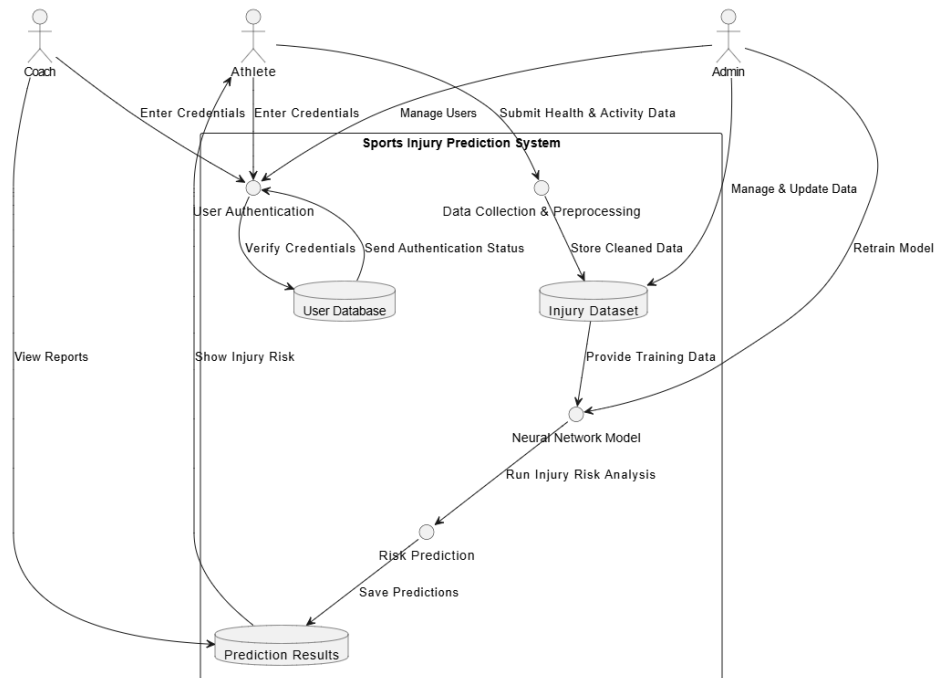 Coach
Athlete
Admin
Enter Credentials
Enter Credentials
Manage Users
Submit Health & Activity Data
Sports Injury Prediction System
User Authentication
Data Collection & Preprocessing
Manage & Update Data
Verify Credentials
Send Authentication Status
Store Cleaned Data
Retrain Model
User Database
Injury Dataset
View Reports
Show Injury Risk
Provide Training Data
Neural Network Model
Run Injury Risk Analysis
Risk Prediction
Save Predictions
Prediction Results